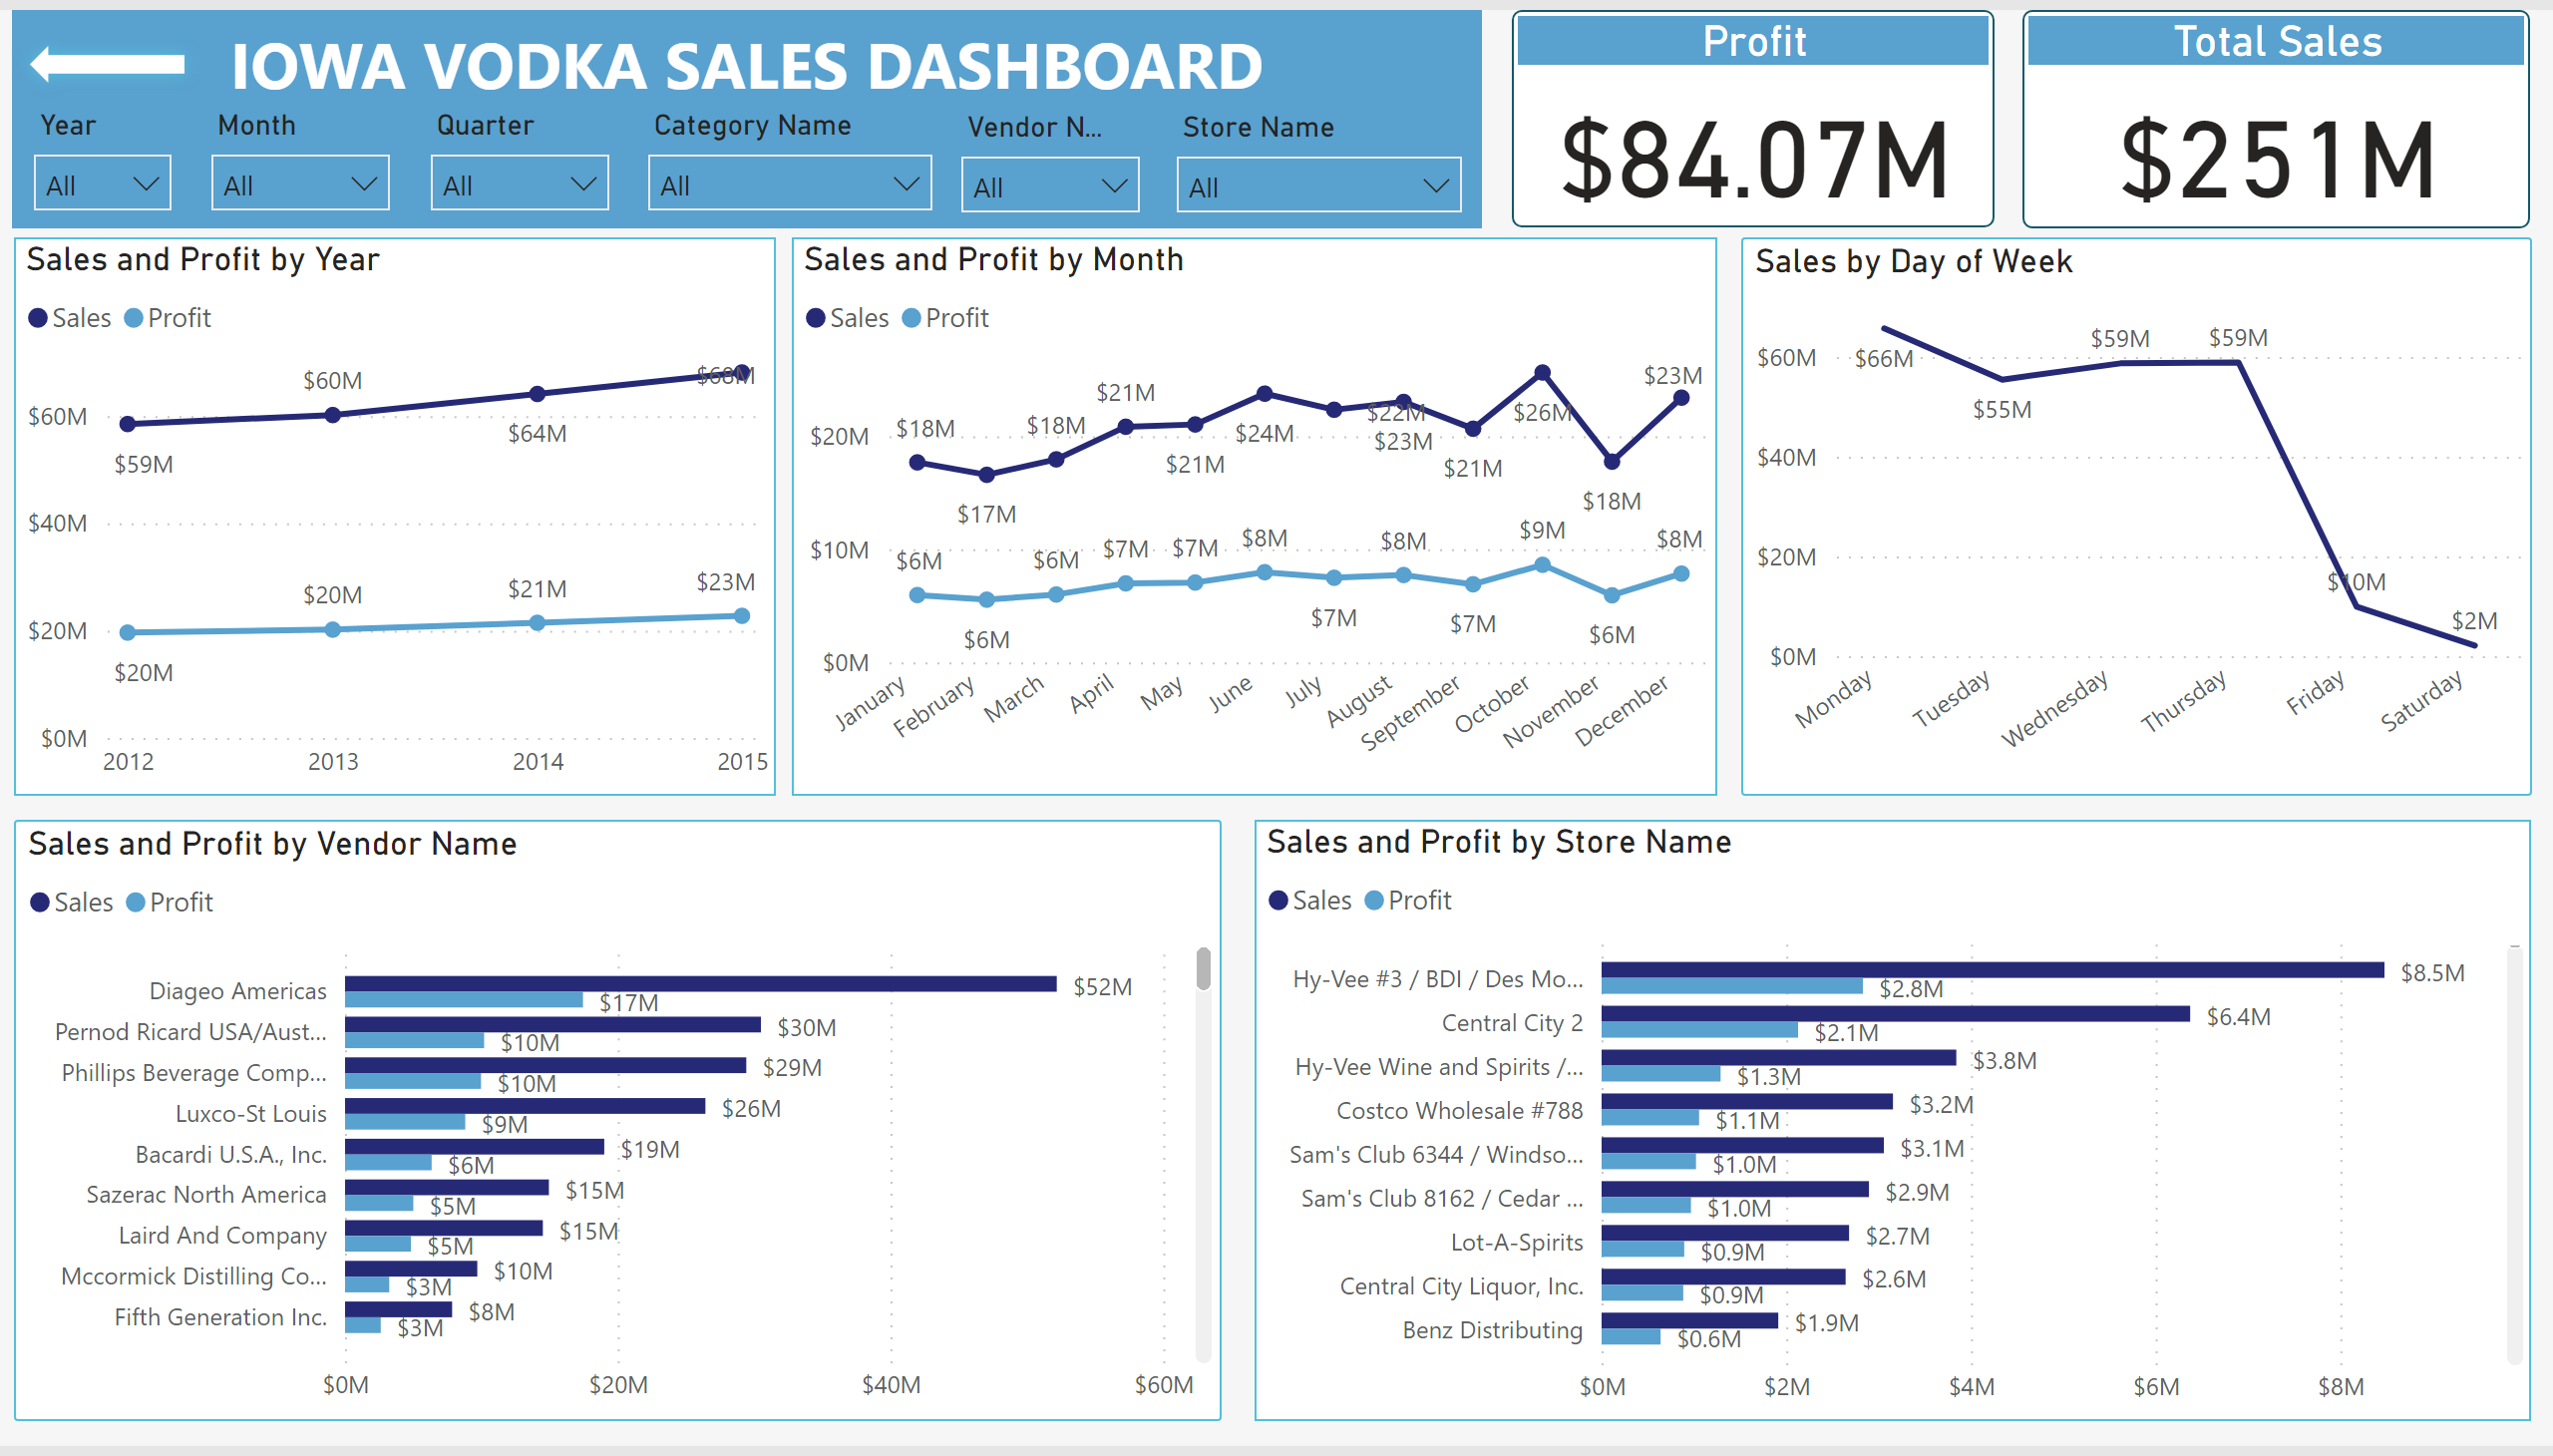 IOWA VODKA SALES DASHBOARD
Year
Month
Quarter
Category Name
Vendor N...
Store Name
All
All
All
All
All
All
Profit
$84.07M
Total Sales
$251M
Sales and Profit by Year
Sales Profit
$60M
$40M
$20M
$0M
$59M
$60M
$64M
$68M
$20M
$20M
$21M
$23M
2012 2013 2014 2015
Sales and Profit by Month
Sales Profit
$20M
$10M
$0M
$18M
$17M
$18M
$21M
$21M
$24M
$22M
$23M
$21M
$26M
$18M
$23M
$6M
$6M
$6M
$7M
$7M
$8M
$7M
$8M
$7M
$9M
$6M
$8M
January
February
March
April
May
June
July
August
September
October
November
December
Sales by Day of Week
$60M
$40M
$20M
$0M
$66M
$55M
$59M
$59M
$10M
$2M
Monday
Tuesday
Wednesday
Thursday
Friday
Saturday
Sales and Profit by Vendor Name
Sales Profit
Diageo Americas
$52M
$17M
Pernod Ricard USA/Aust...
$30M
$10M
Phillips Beverage Comp...
$29M
$10M
Luxco-St Louis
$26M
$9M
Bacardi U.S.A., Inc.
$19M
$6M
Sazerac North America
$15M
$5M
Laird And Company
$15M
$5M
Mccormick Distilling Co...
$10M
$3M
Fifth Generation Inc.
$8M
$3M
$0M $20M $40M $60M
Sales and Profit by Store Name
Sales Profit
Hy-Vee #3 / BDI / Des Mo...
$8.5M
$2.8M
Central City 2
$6.4M
$2.1M
Hy-Vee Wine and Spirits /...
$3.8M
$1.3M
Costco Wholesale #788
$3.2M
$1.1M
Sam's Club 6344 / Windso...
$3.1M
$1.0M
Sam's Club 8162 / Cedar ...
$2.9M
$1.0M
Lot-A-Spirits
$2.7M
$0.9M
Central City Liquor, Inc.
$2.6M
$0.9M
Benz Distributing
$1.9M
$0.6M
$0M $2M $4M $6M $8M